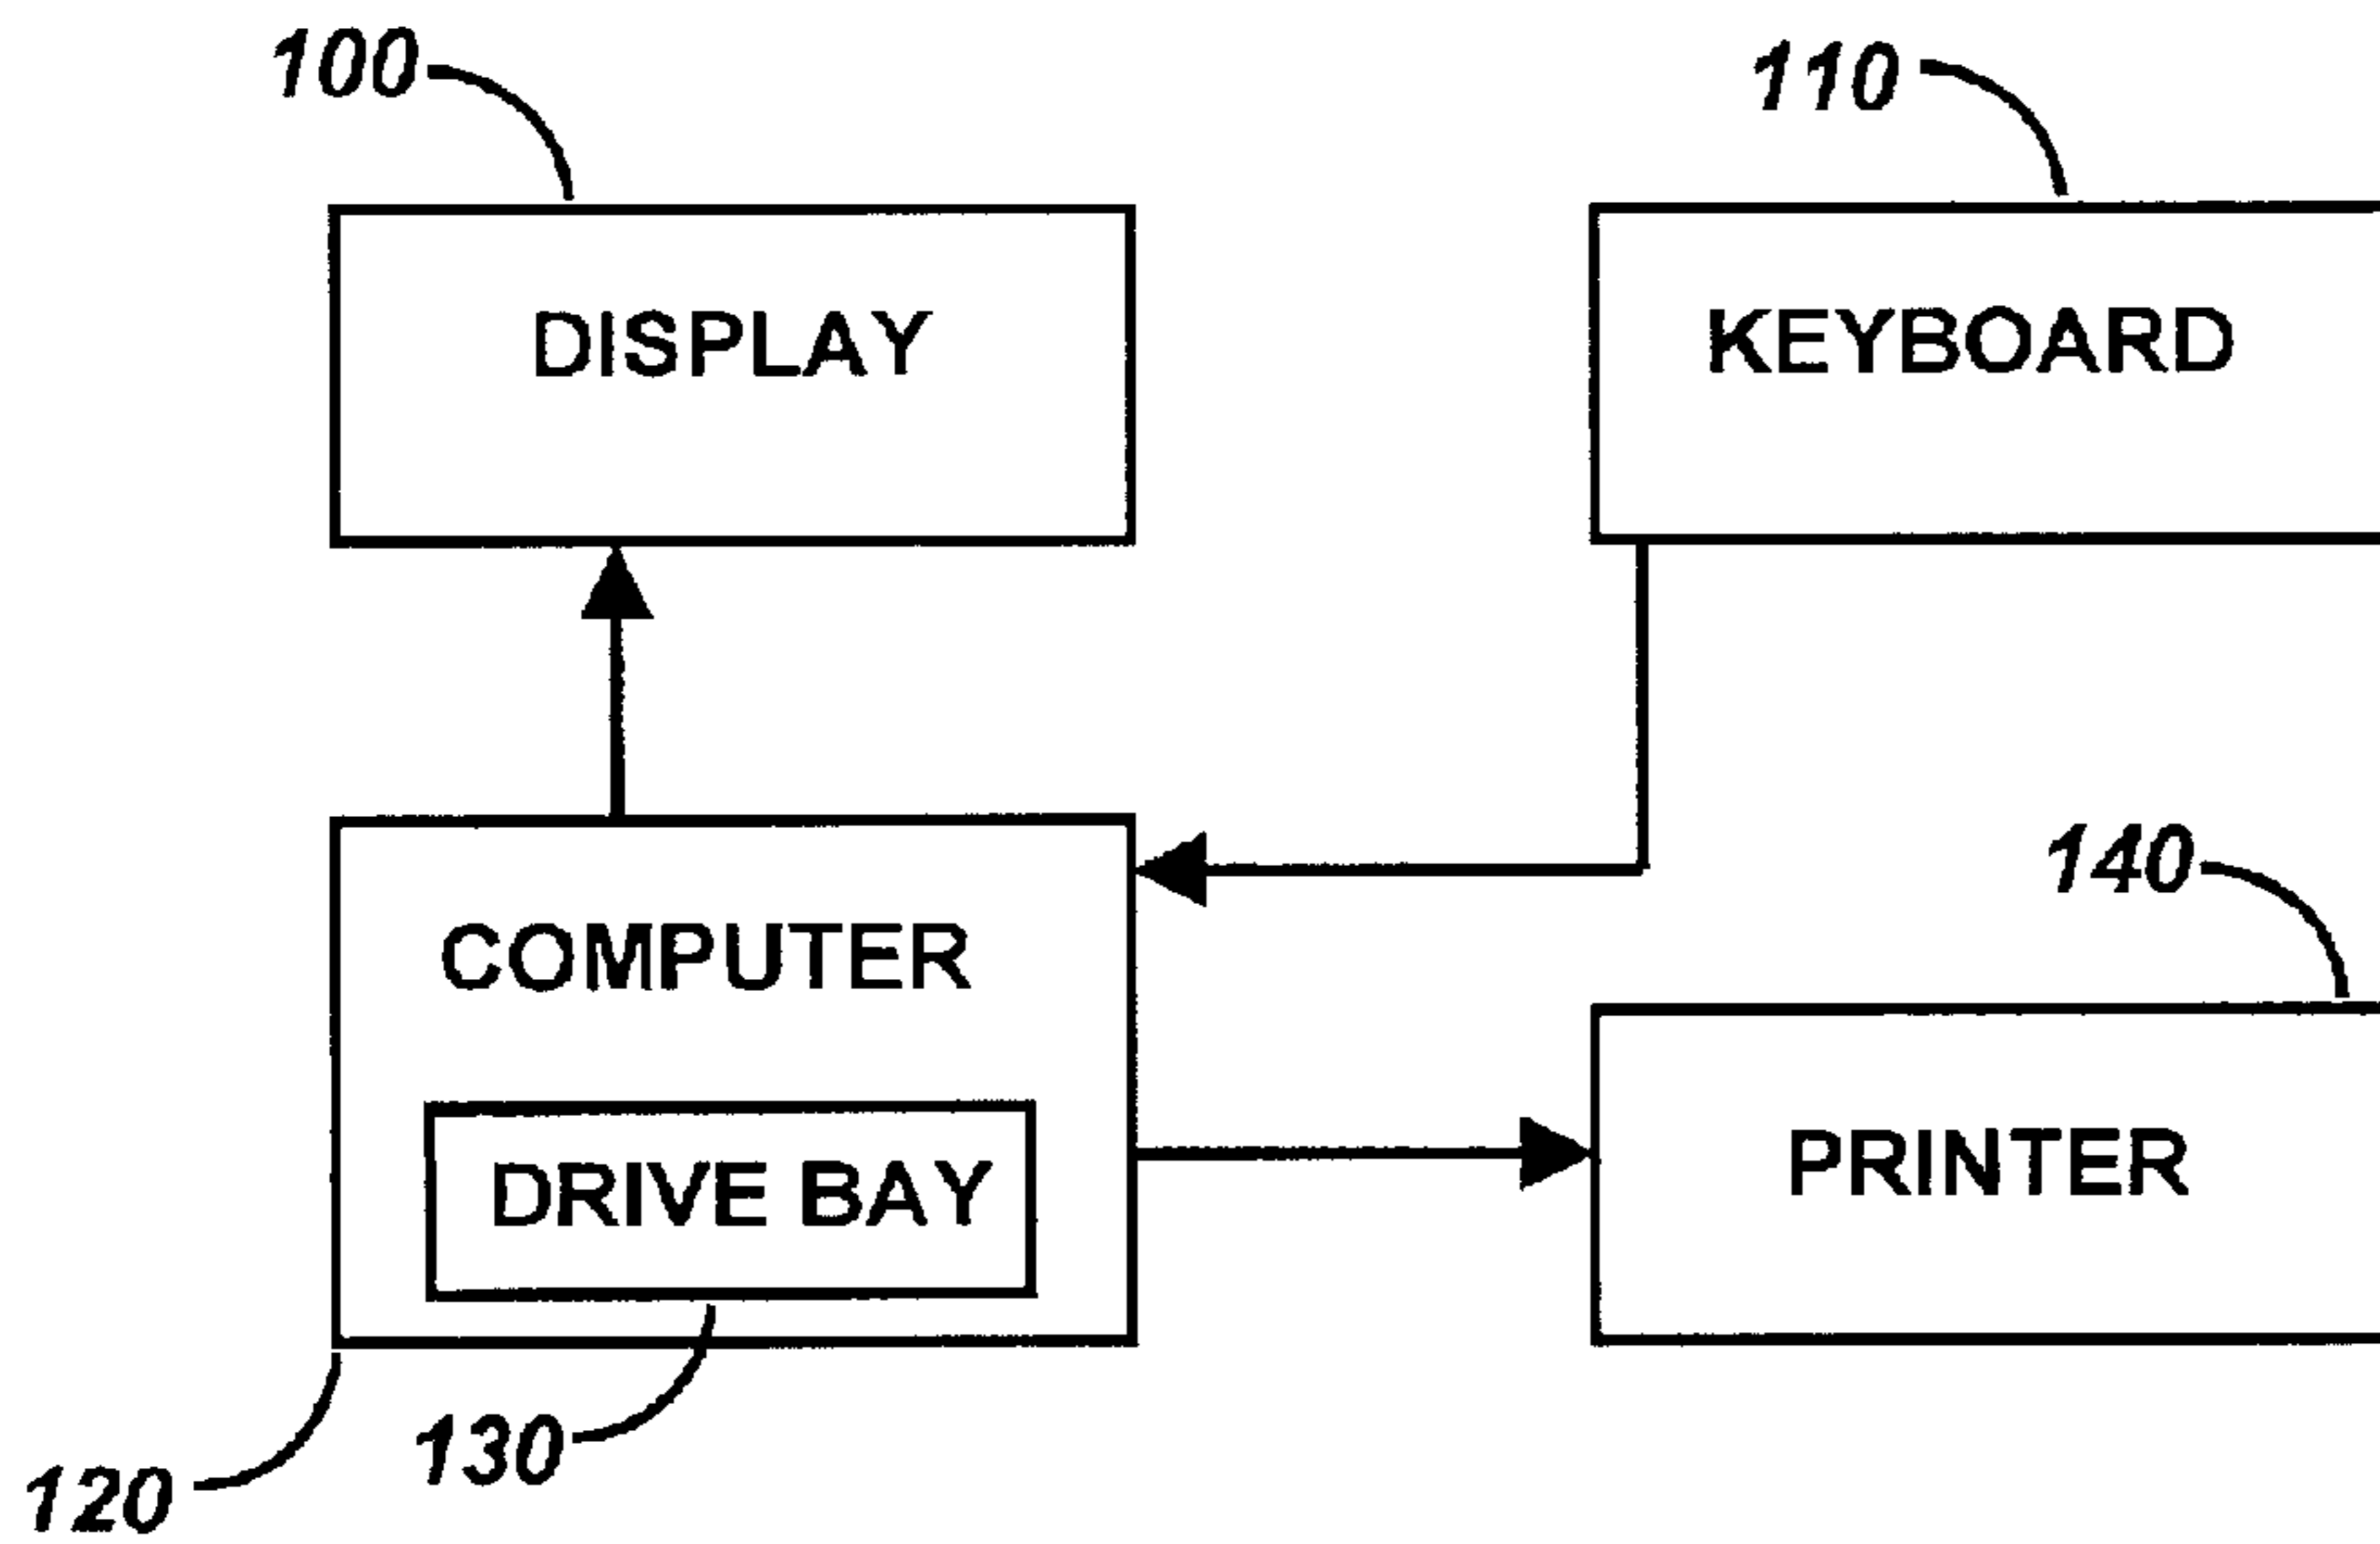 100
110
DISPLAY
KEYBOARD
COMPUTER
140
DRIVE BAY
PRINTER
130
120